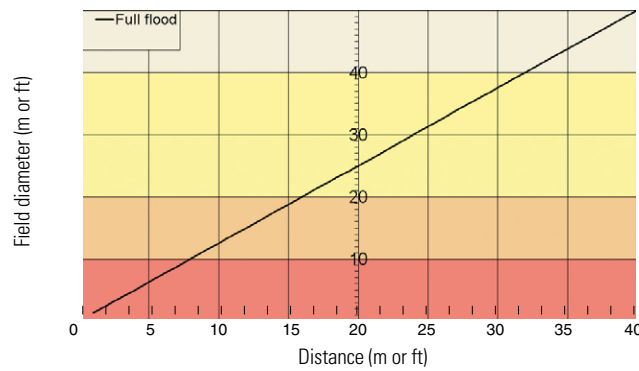 Full flood
Field diameter (m or ft)
40
30
20
10
0 5 10 15 20 25 30 35 40
Distance (m or ft)